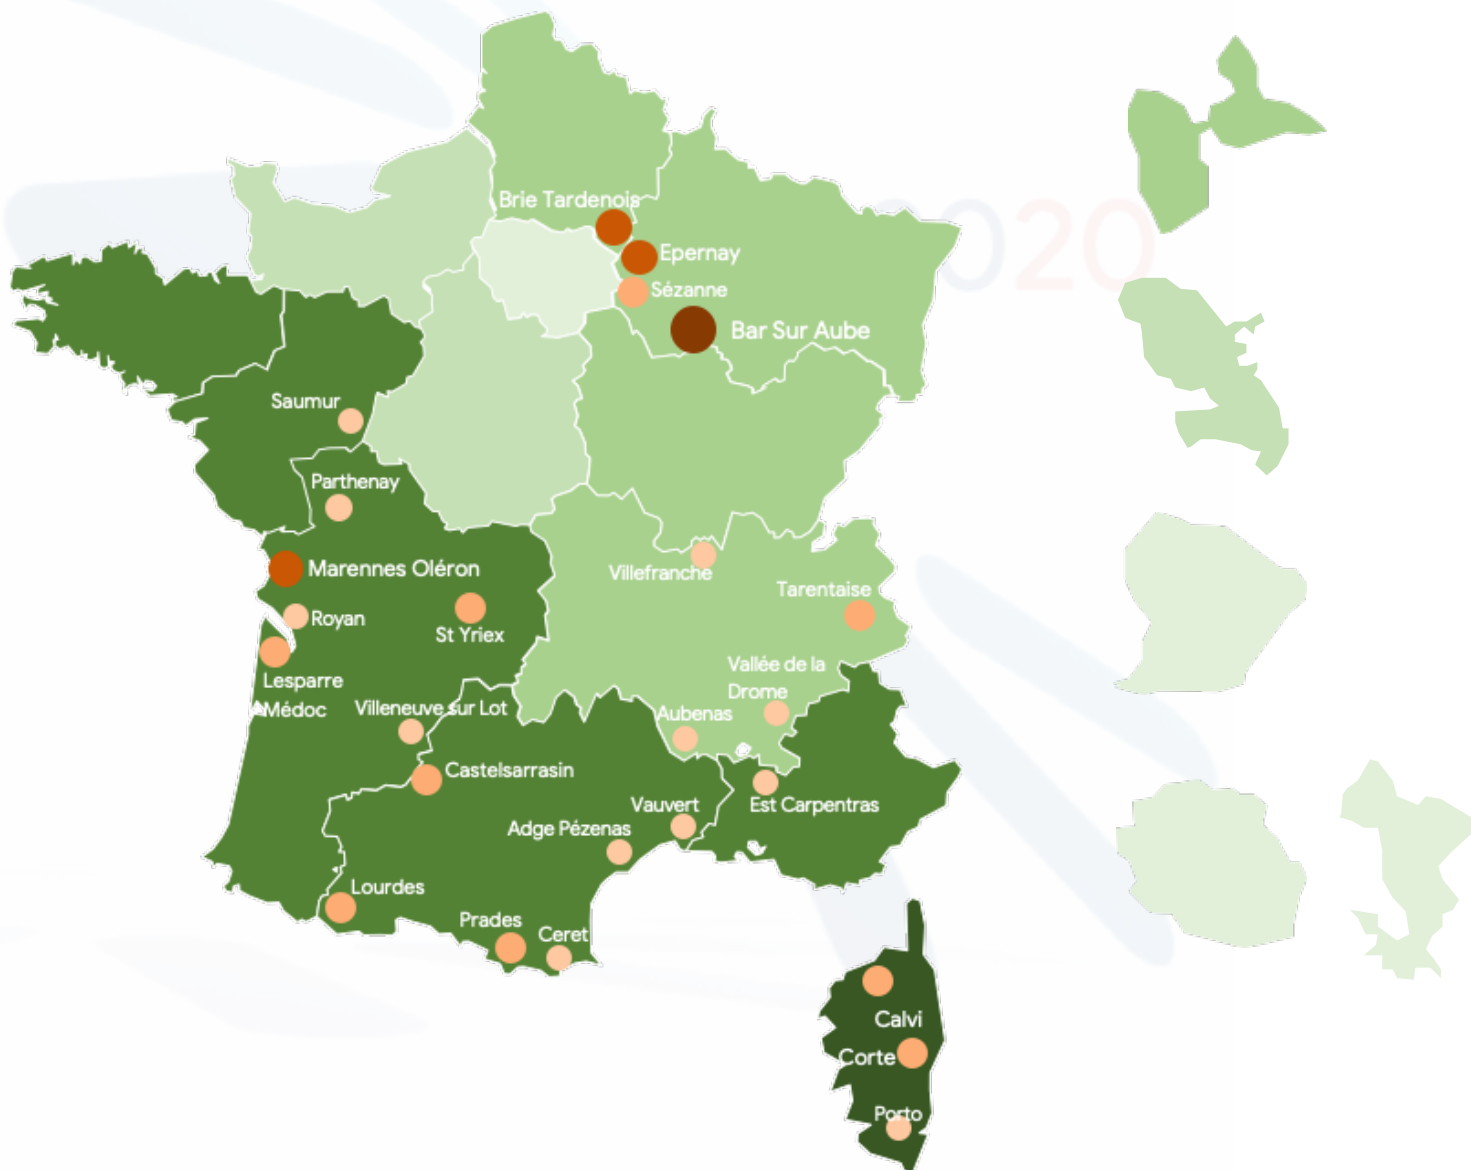 Brie Tardenois
Epernay
2020
Sézanne
Bar Sur Aube
Saumur
Parthenay
Marennes Oléron
Villefranche
Tarentaise
Royan
St Yriex
Lesparre
Médoc
Vallée de la
Drome
Villeneuve sur Lot
Aubenas
Castelsarrasin
Vauvert
Est Carpentras
Adge Pézenas
Lourdes
Prades
Ceret
Calvi
Corte
Porto